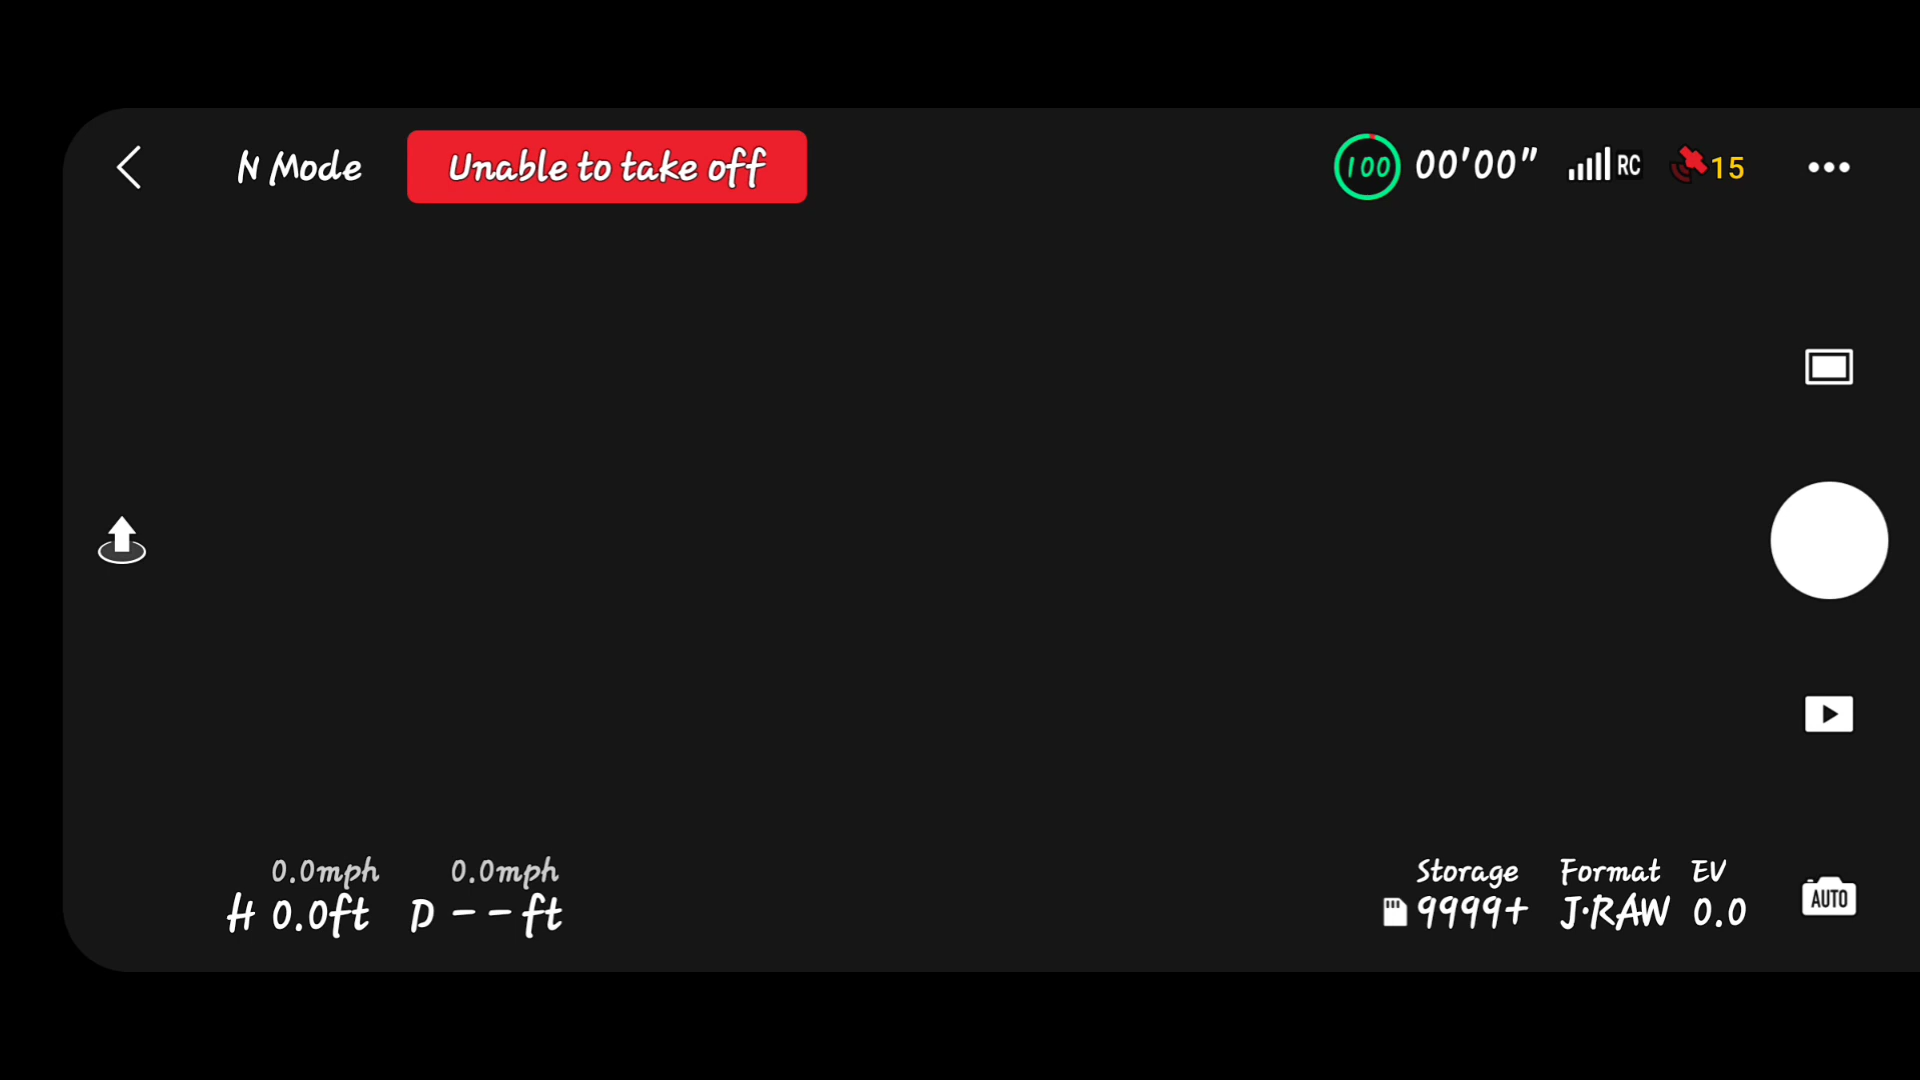 N Mode
Unable to take off
100
00'00"
RC
15
0.0mph
0.0mph
H 0.0ft
D --ft
Storage
Format
EV
9999+
J·RAW
0.0
AUTO